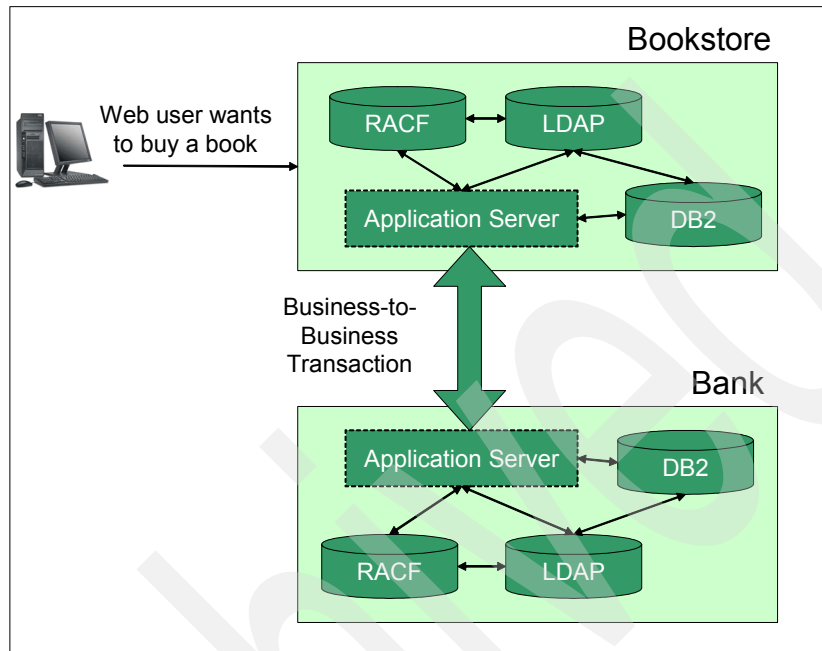 Bookstore
Web user wants
to buy a book
RACF
LDAP
Application Server
DB2
Business-to-
Business
Transaction
Bank
Application Server
DB2
RACF
LDAP